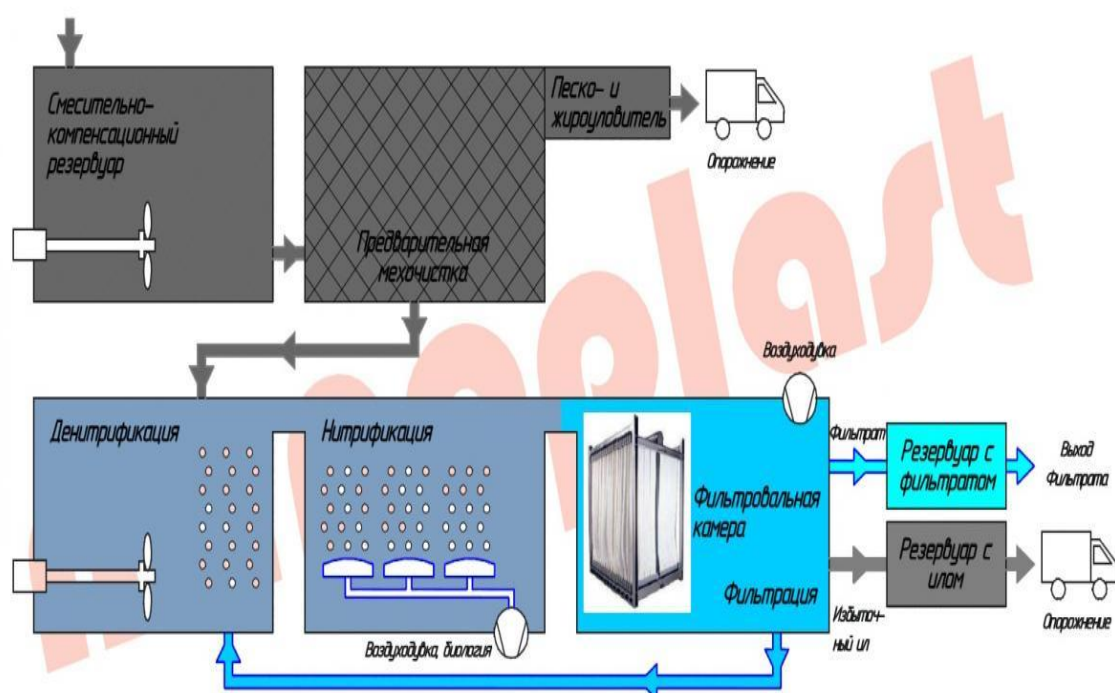 Смесительно-
компенсационный
резервуар
Песко- и
жироуловитель
Опорожнение
Предварительная
мехочистка
Воздуходувка
Денитрификация
Нитрификация
Фильтрат
Резервуар с
фильтратом
Выход
Фильтрата
Фильтровальная
камера
Резервуар с
илом
Фильтрация
Избыточ-
ный ил
Опорожнение
Воздуходувка, биология